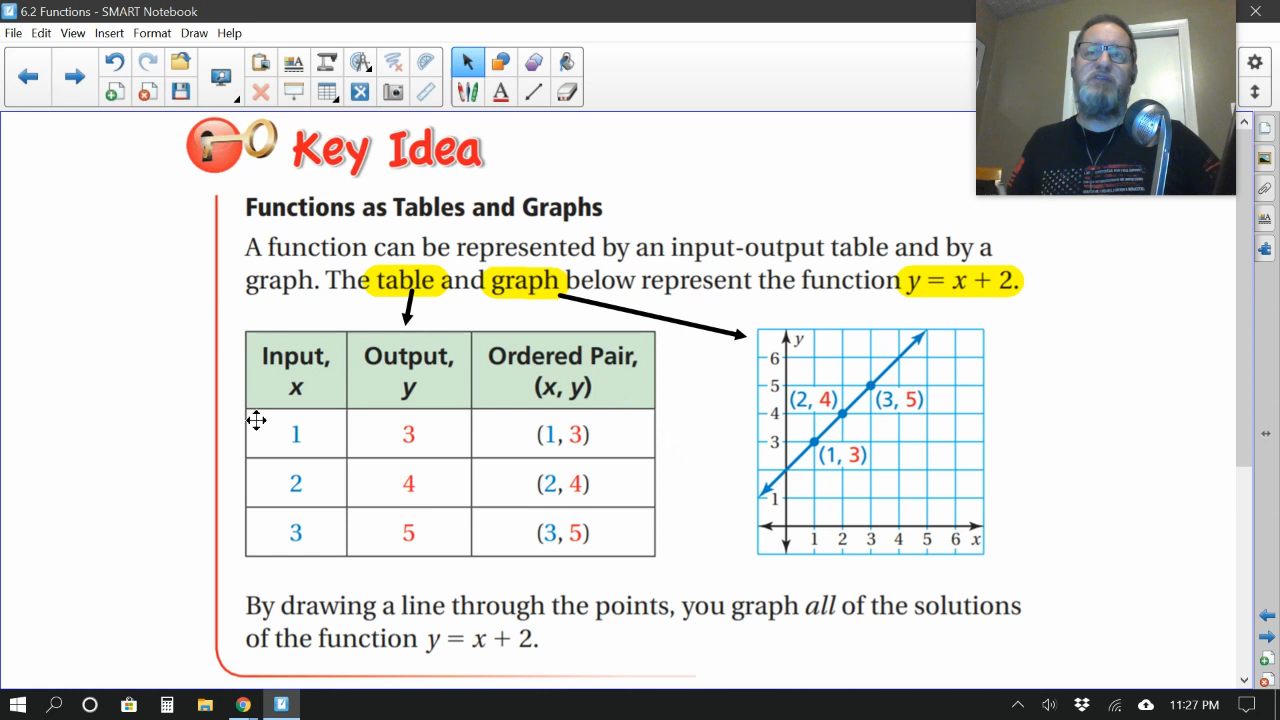 6.2 Functions - SMART Notebook
File Edit View Insert Format Draw Help
Key Idea
Functions as Tables and Graphs
A function can be represented by an input-output table and by a
graph. The table and graph below represent the function y = x + 2.
Input, x Output, y Ordered Pair, (x, y)
1 3 (1, 3)
2 4 (2, 4)
3 5 (3, 5)
y
6
5
4
3
1
(2, 4) (3, 5)
(1, 3)
1 2 3 4 5 6 x
By drawing a line through the points, you graph all of the solutions
of the function y = x + 2.
11:27 PM